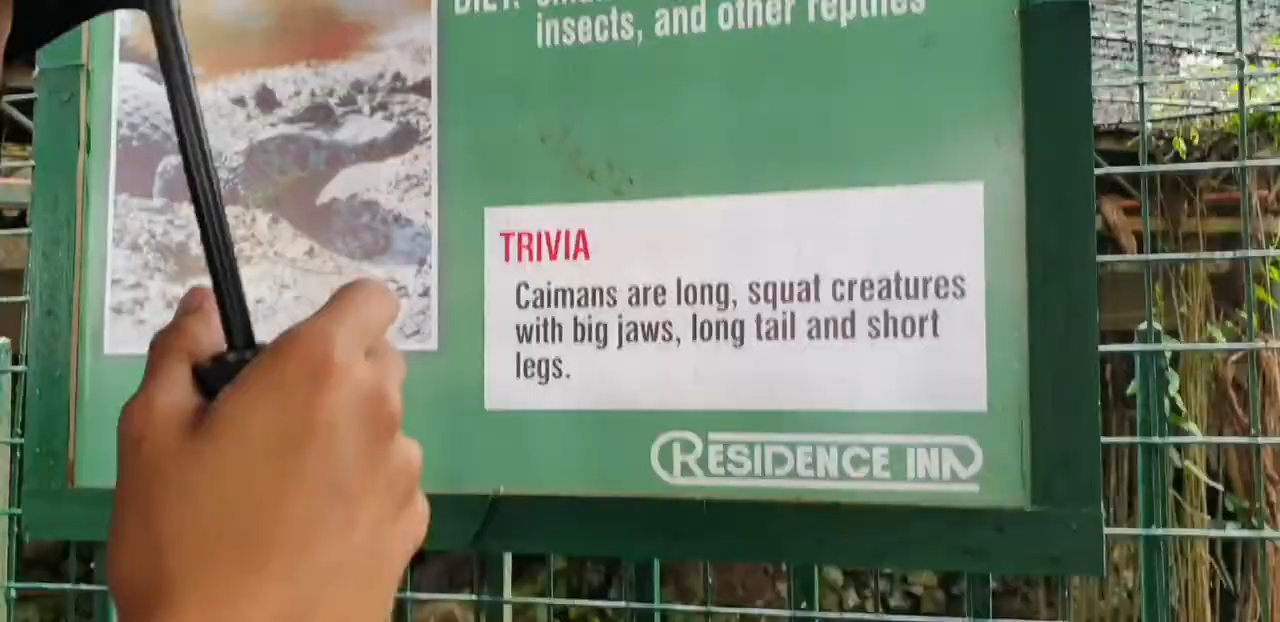 DIET:
insects, and other reptiles
TRIVIA
Caimans are long, squat creatures
with big jaws, long tail and short
legs.
RESIDENCE INN